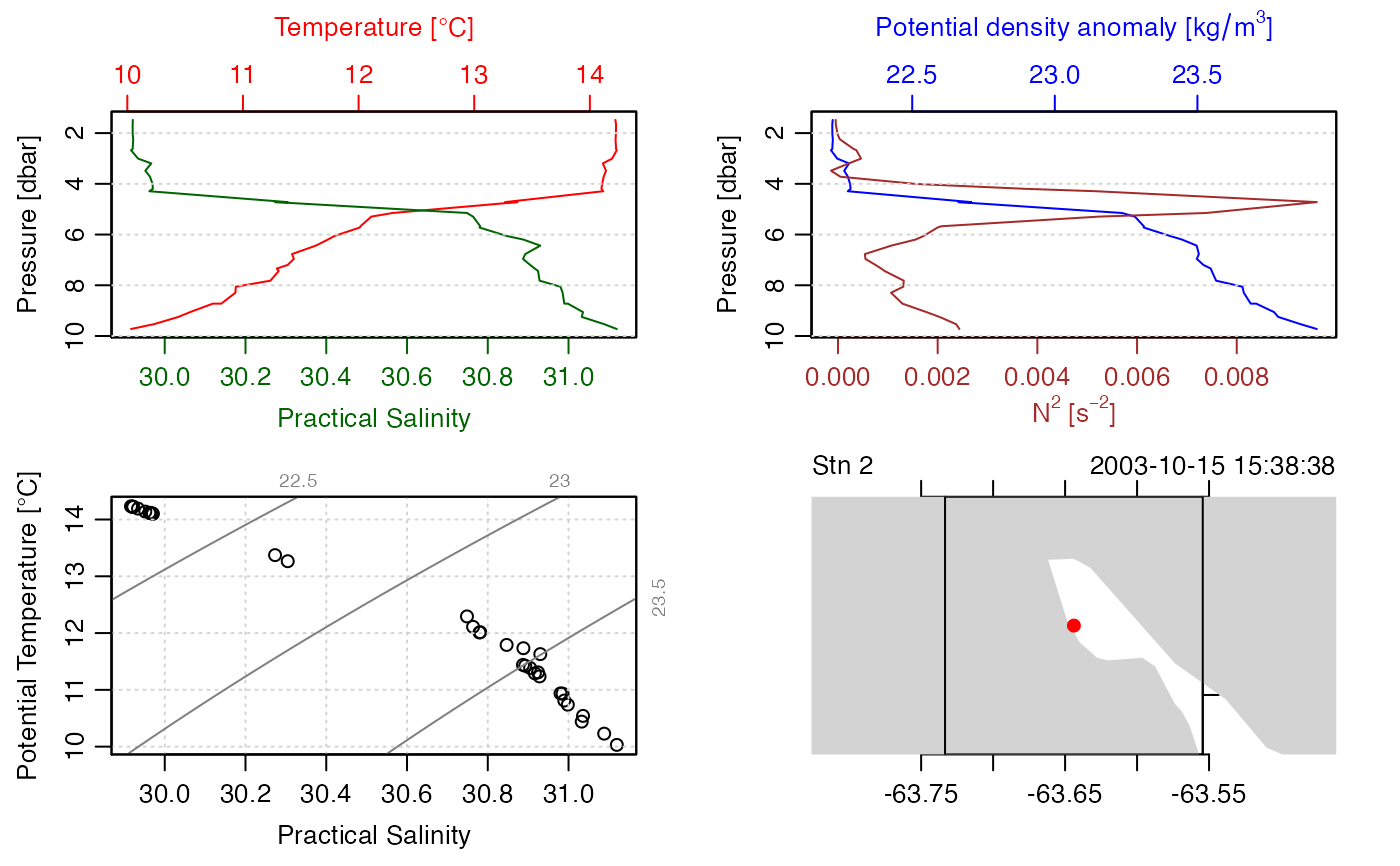 Temperature [°C]
10 11 12 13 14
Pressure [dbar]
2
4
6
8
10
30.0 30.2 30.4 30.6 30.8 31.0
Practical Salinity
Potential density anomaly [kg/m³]
22.5 23.0 23.5
Pressure [dbar]
2
4
6
8
10
0.000 0.002 0.004 0.006 0.008
N² [s⁻²]
22.5 23
23.5
Potential Temperature [°C]
14
13
12
11
10
30.0 30.2 30.4 30.6 30.8 31.0
Practical Salinity
Stn 2 2003-10-15 15:38:38
-63.75 -63.65 -63.55